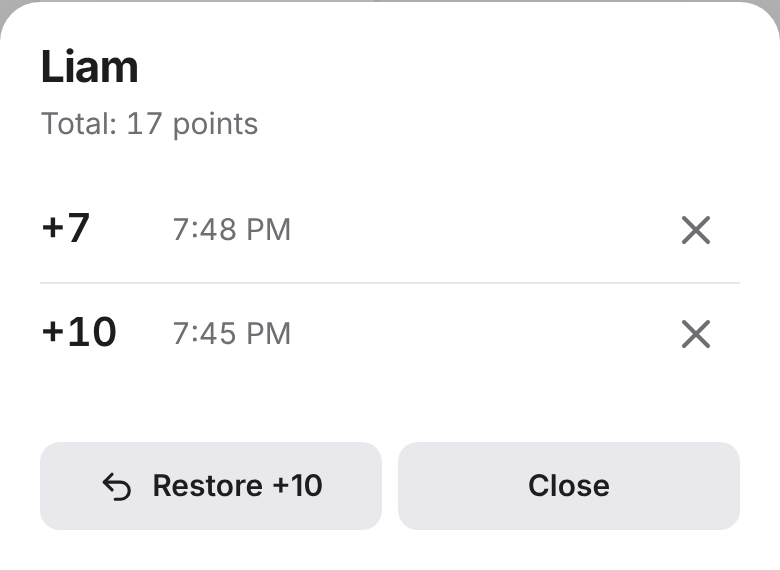 Liam
Total: 17 points
+7 7:48 PM
+10 7:45 PM
Restore +10 Close